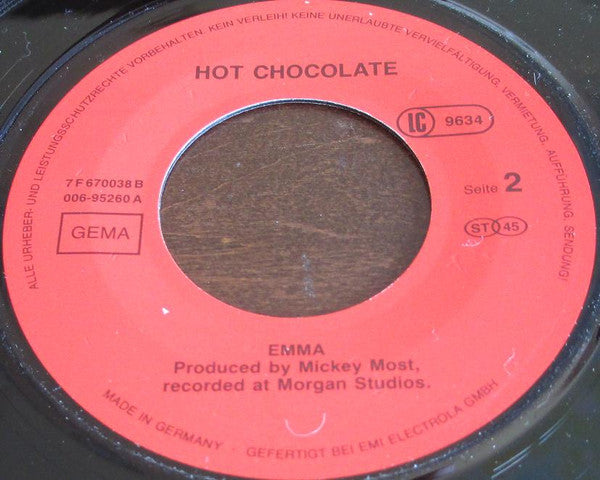 ALLE URHEBER- UND LEISTUNGSSCHUTZRECHTE VORBEHALTEN. KEIN VERLEIH! KEINE UNERLAUBTE VERVIELFÄLTIGUNG, VERMIETUNG, AUFFÜHRUNG, SENDUNG!
HOT CHOCOLATE
LC 9634
7 F 670038 B
006-95260 A
GEMA
Seite 2
ST 45
EMMA
Produced by Mickey Most,
recorded at Morgan Studios.
MADE IN GERMANY · GEFERTIGT BEI EMI ELECTROLA GMBH